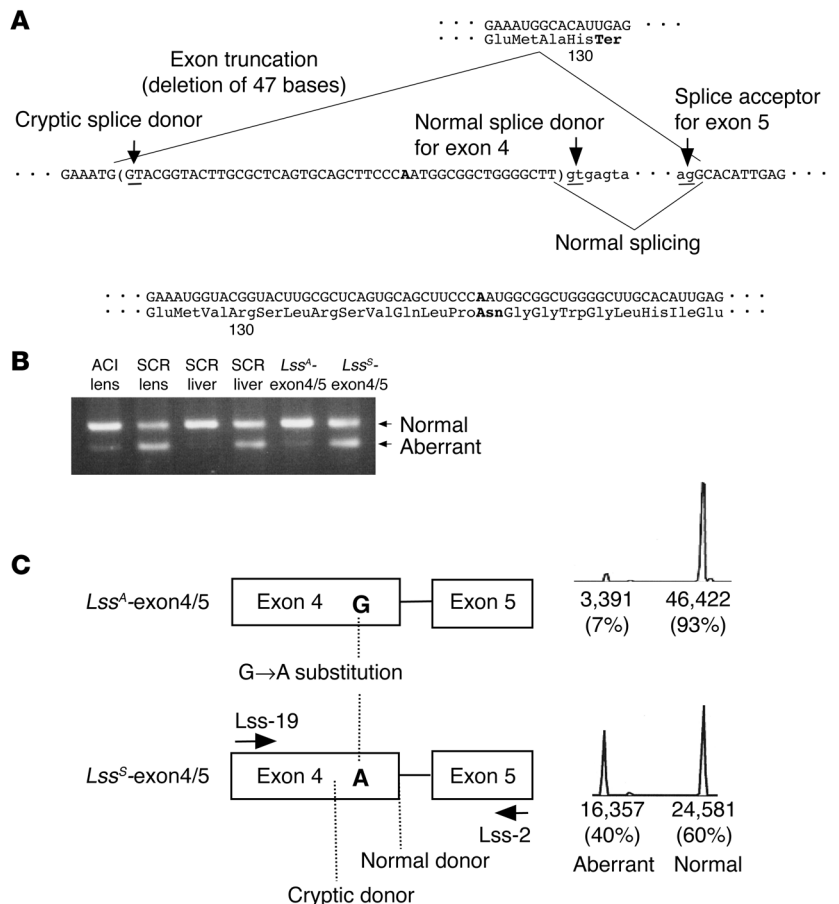 A
· · · GAAAUGGCACAUUGAG · · ·
· · · GluMetAlaHisTer
130
Exon truncation
(deletion of 47 bases)
Cryptic splice donor
Normal splice donor
for exon 4
Splice acceptor
for exon 5
· · · GAAATG(GTACGGTACTTGCGCTCAGTGCAGCTTCCCAATGGCGGCTGGGGCTT)gtgagta · · · agGCACATTGAG · · ·
Normal splicing
· · · GAAAUGGUACGGUACUUGCGCUCAGUGCAGCUUCCCAAUGGCGGCUGGGGCUUGCACAUUGAG · · ·
· · · GluMetValArgSerLeuArgSerValGlnLeuProAsnGlyGlyTrpGlyLeuHisIleGlu · · ·
130
B
ACI lens
SCR lens
SCR liver
SCR liver
LssA-exon4/5
LssS-exon4/5
Normal
Aberrant
C
LssA-exon4/5
Exon 4 G
Exon 5
3,391 46,422
(7%) (93%)
G→A substitution
Lss-19
LssS-exon4/5
Exon 4 A
Exon 5
Lss-2
16,357 24,581
(40%) (60%)
Aberrant Normal
Normal donor
Cryptic donor